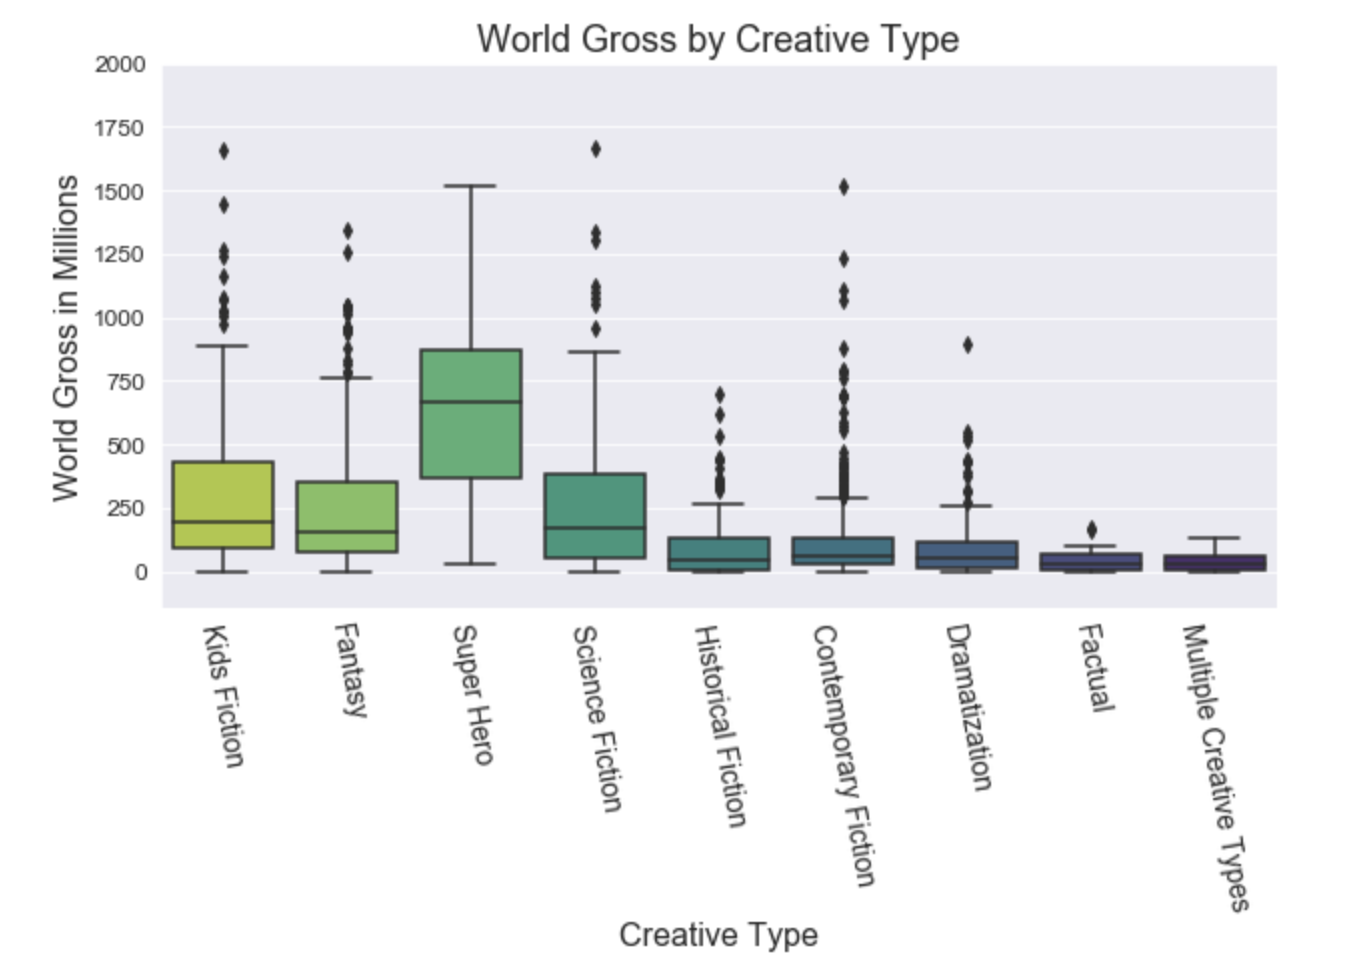 World Gross by Creative Type
World Gross in Millions
2000
1750
1500
1250
1000
750
500
250
0
Kids Fiction
Fantasy
Super Hero
Science Fiction
Historical Fiction
Contemporary Fiction
Dramatization
Factual
Multiple Creative Types
Creative Type